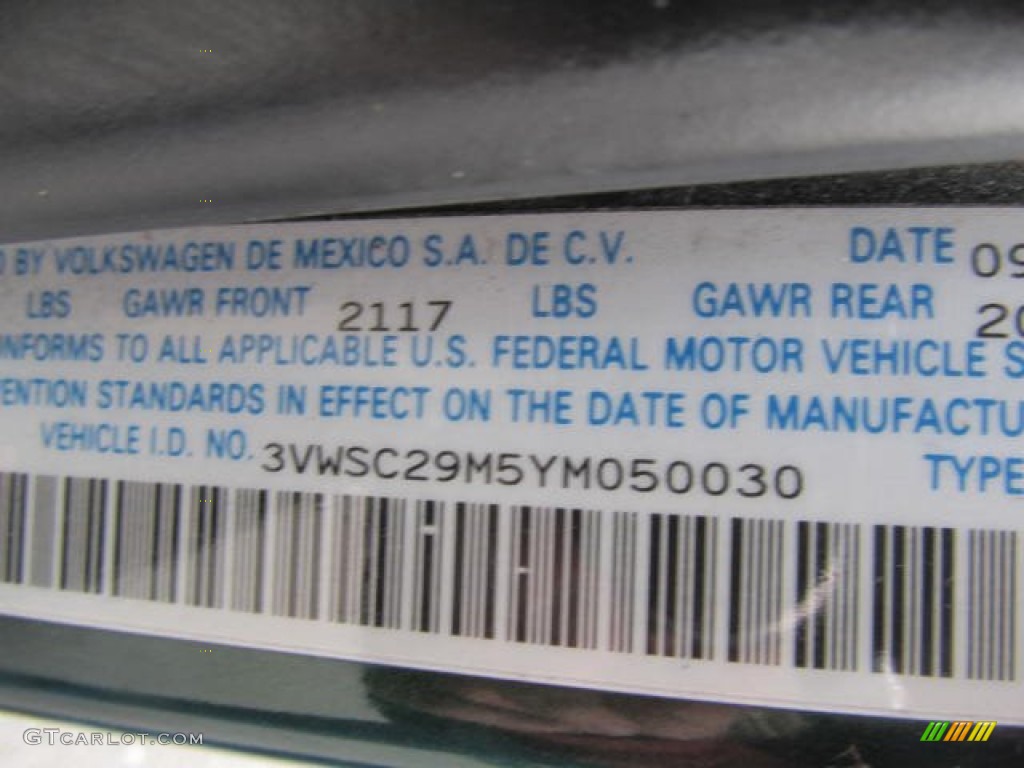 BY VOLKSWAGEN DE MEXICO S.A. DE C.V. DATE 09
LBS GAWR FRONT 2117 LBS GAWR REAR 20
ONFORMS TO ALL APPLICABLE U.S. FEDERAL MOTOR VEHICLE S
VENTION STANDARDS IN EFFECT ON THE DATE OF MANUFACTU
VEHICLE I.D. NO. 3VWSC29M5YM050030 TYPE
GTCARLOT.COM